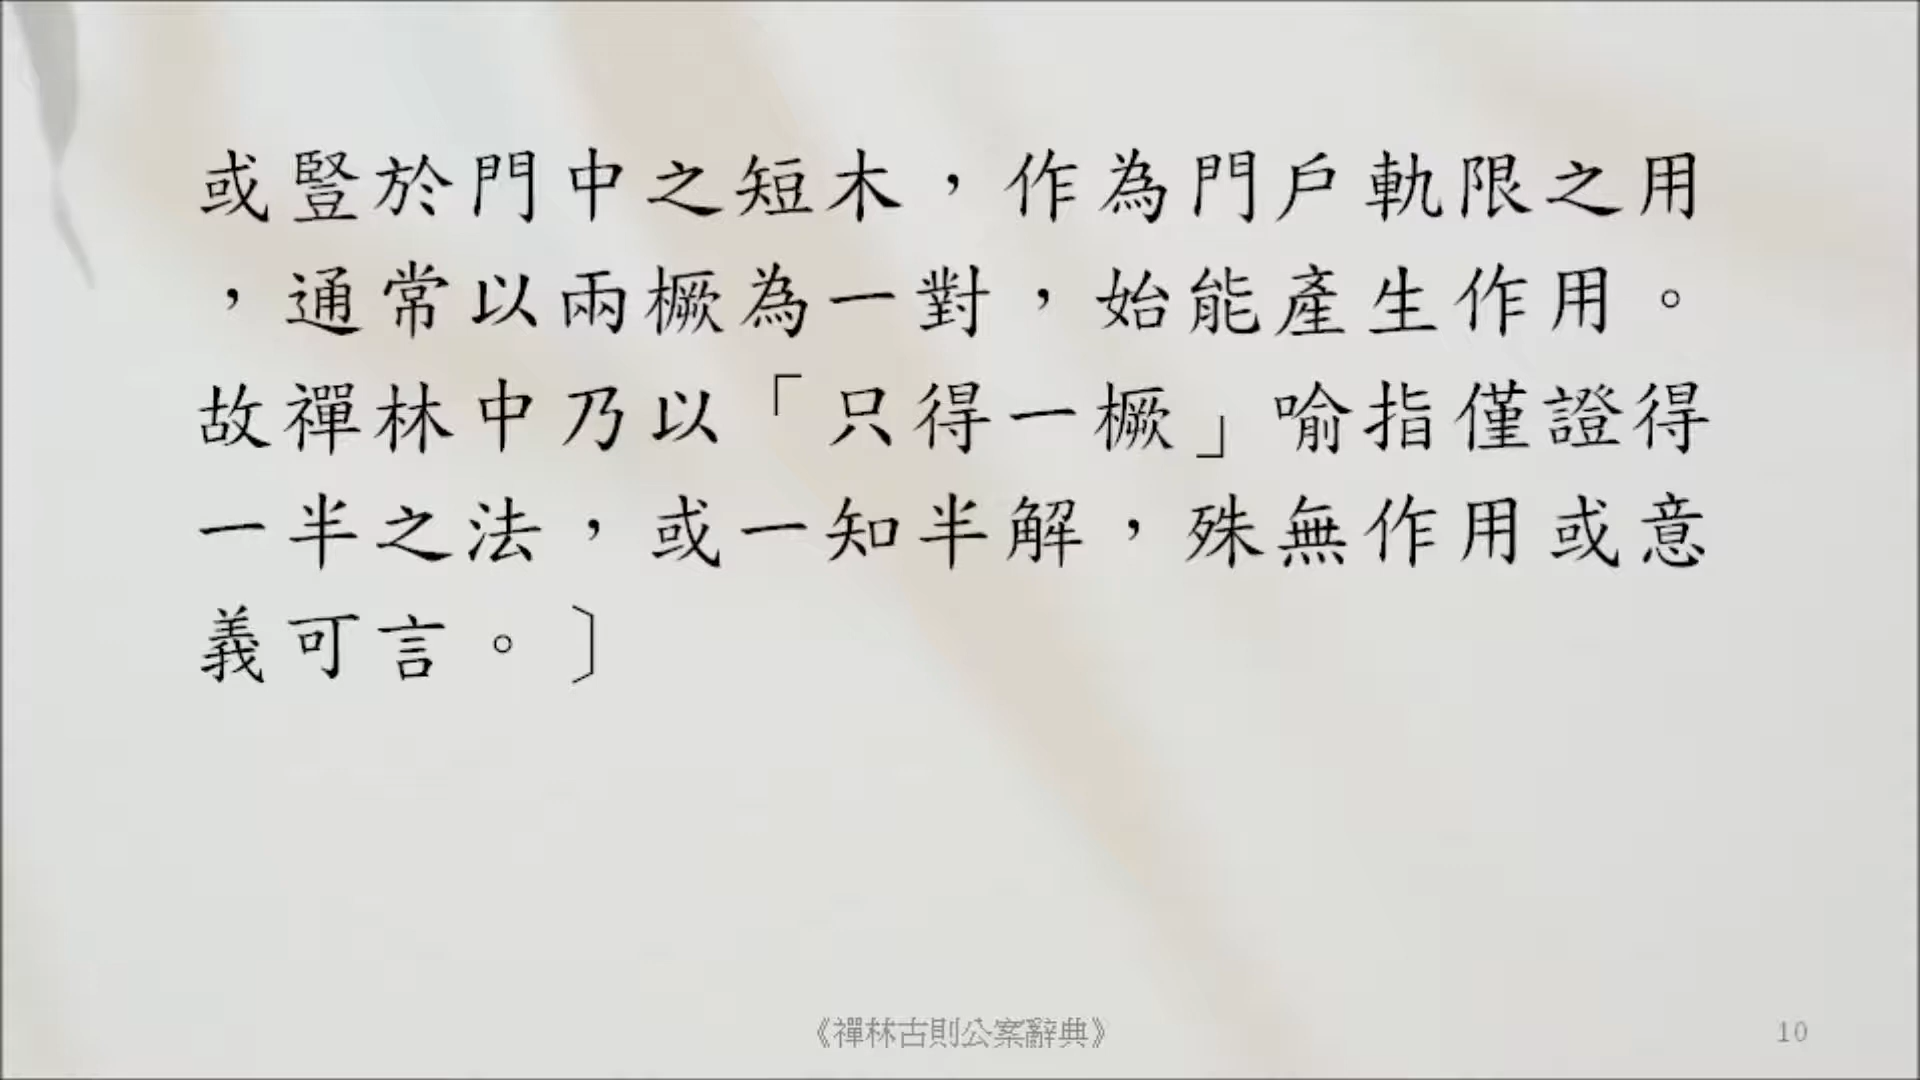 或豎於門中之短木，作為門戶軌限之用
，通常以兩橛為一對，始能產生作用。
故禪林中乃以「只得一橛」喻指僅證得
一半之法，或一知半解，殊無作用或意
義可言。〕
《禪林古則公案辭典》
10